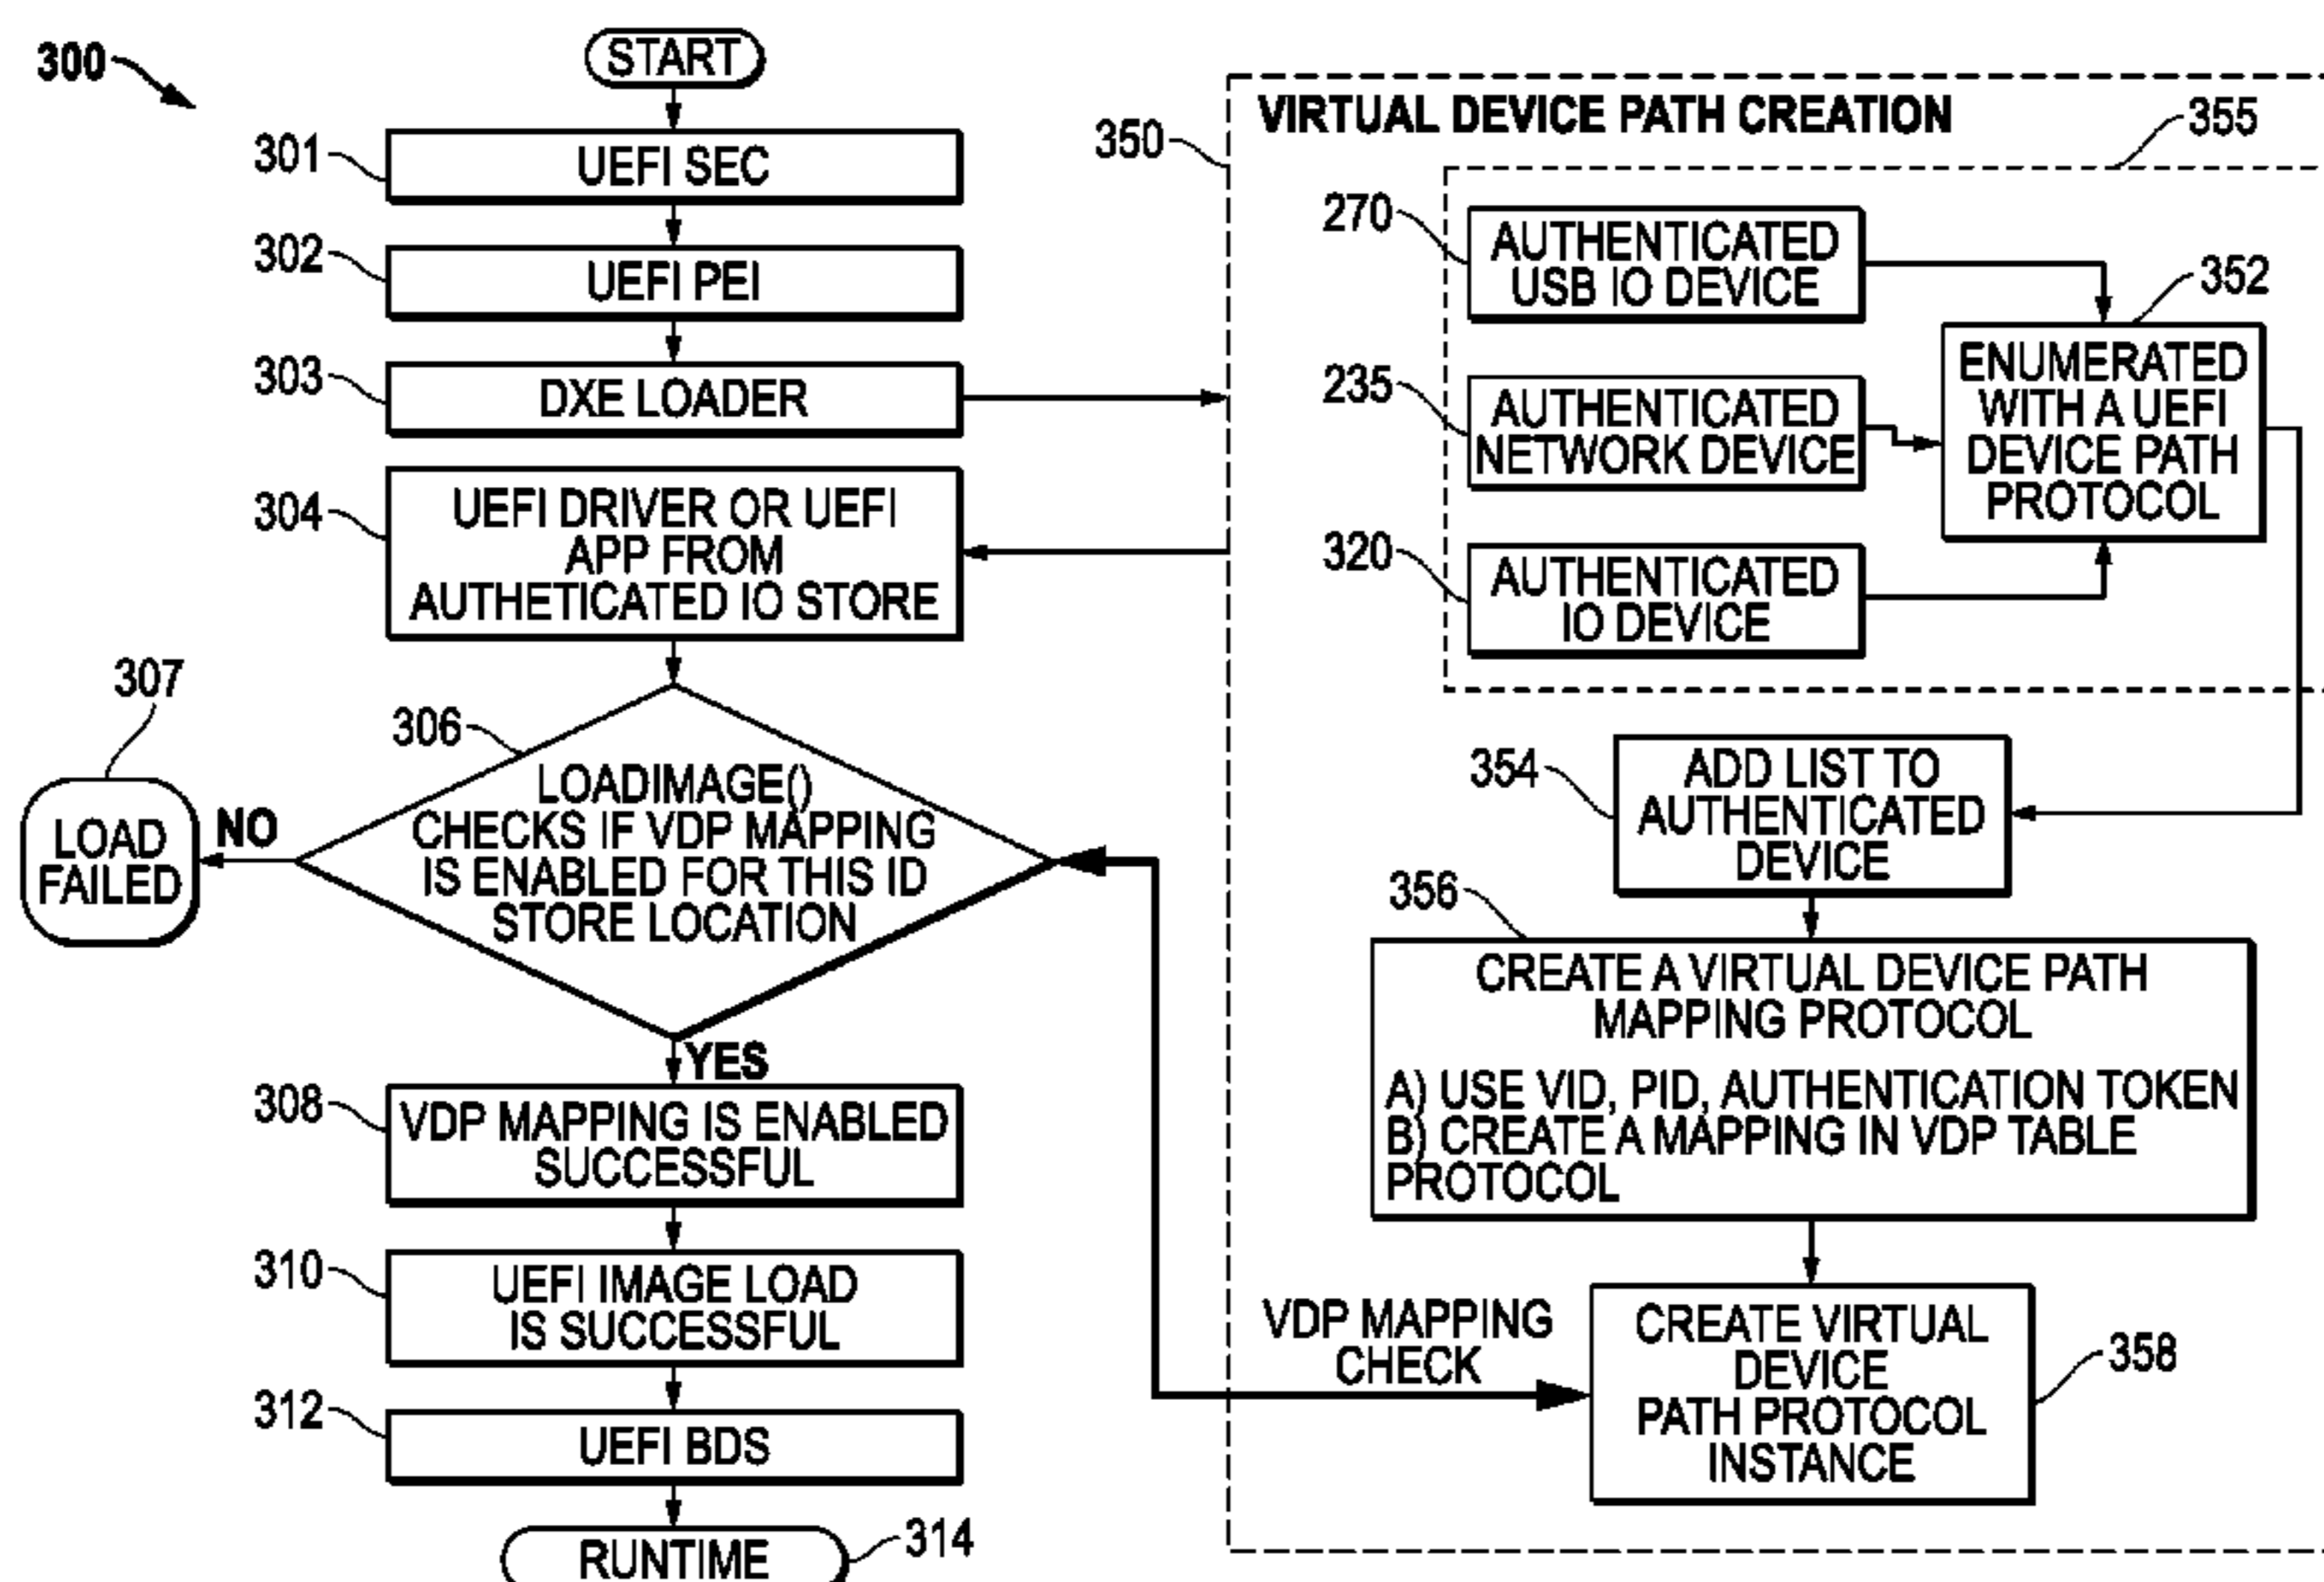 300
START
301
UEFI SEC
302
UEFI PEI
303
DXE LOADER
304
UEFI DRIVER OR UEFI
APP FROM
AUTHETICATED IO STORE
306
LOADIMAGE()
CHECKS IF VDP MAPPING
IS ENABLED FOR THIS ID
STORE LOCATION
307
LOAD
FAILED
NO
YES
308
VDP MAPPING IS ENABLED
SUCCESSFUL
310
UEFI IMAGE LOAD
IS SUCCESSFUL
312
UEFI BDS
RUNTIME
314
350
VIRTUAL DEVICE PATH CREATION
355
270
AUTHENTICATED
USB IO DEVICE
235
AUTHENTICATED
NETWORK DEVICE
320
AUTHENTICATED
IO DEVICE
352
ENUMERATED
WITH A UEFI
DEVICE PATH
PROTOCOL
354
ADD LIST TO
AUTHENTICATED
DEVICE
356
CREATE A VIRTUAL DEVICE PATH
MAPPING PROTOCOL
A) USE VID, PID, AUTHENTICATION TOKEN
B) CREATE A MAPPING IN VDP TABLE
PROTOCOL
VDP MAPPING
CHECK
CREATE VIRTUAL
DEVICE
PATH PROTOCOL
INSTANCE
358